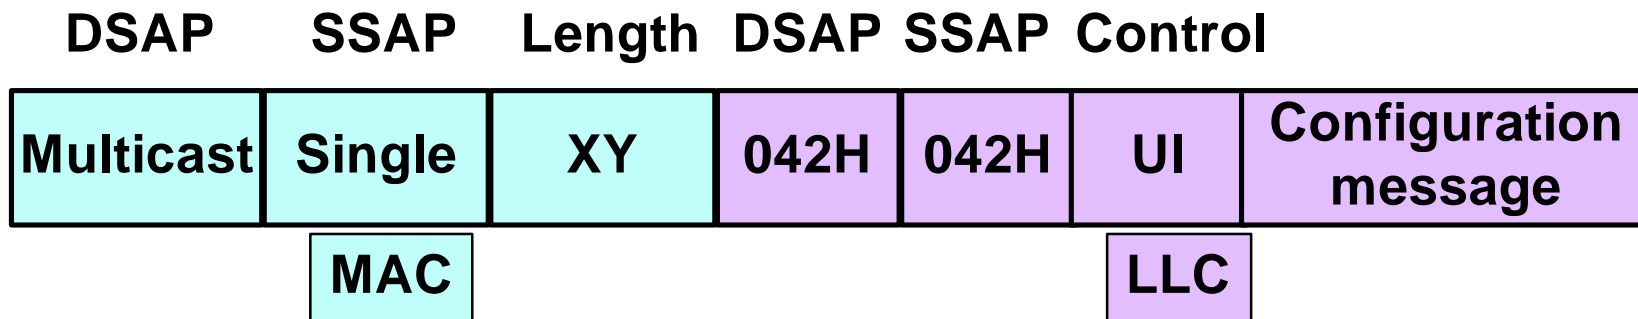 DSAP SSAP Length DSAP SSAP Control
Multicast Single XY 042H 042H UI Configuration
message
MAC LLC